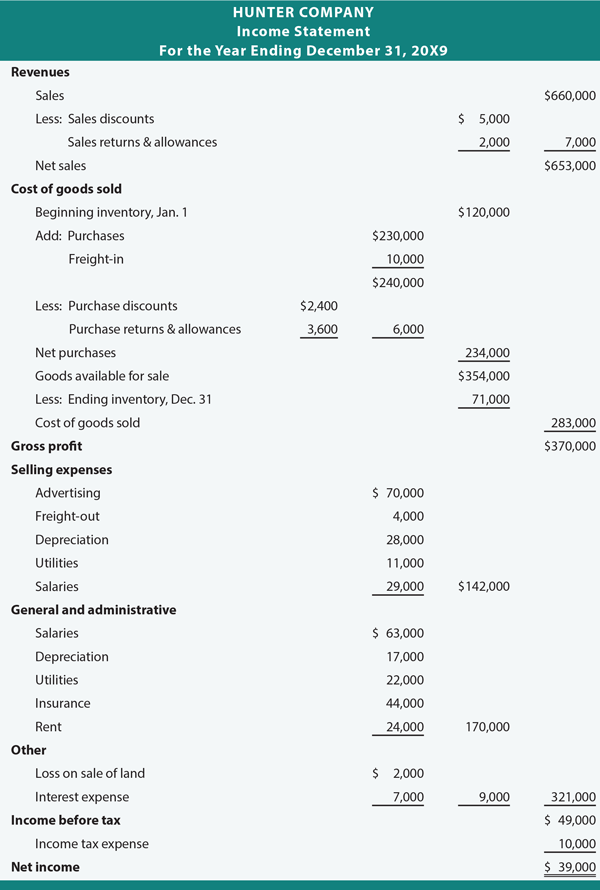 HUNTER COMPANY
Income Statement
For the Year Ending December 31, 20X9
Revenues
Sales $660,000
Less: Sales discounts $ 5,000
Sales returns & allowances 2,000 7,000
Net sales $653,000
Cost of goods sold
Beginning inventory, Jan. 1 $120,000
Add: Purchases $230,000
Freight-in 10,000
$240,000
Less: Purchase discounts $2,400
Purchase returns & allowances 3,600 6,000
Net purchases 234,000
Goods available for sale $354,000
Less: Ending inventory, Dec. 31 71,000
Cost of goods sold 283,000
Gross profit $370,000
Selling expenses
Advertising $ 70,000
Freight-out 4,000
Depreciation 28,000
Utilities 11,000
Salaries 29,000 $142,000
General and administrative
Salaries $ 63,000
Depreciation 17,000
Utilities 22,000
Insurance 44,000
Rent 24,000 170,000
Other
Loss on sale of land $ 2,000
Interest expense 7,000 9,000 321,000
Income before tax $ 49,000
Income tax expense 10,000
Net income $ 39,000